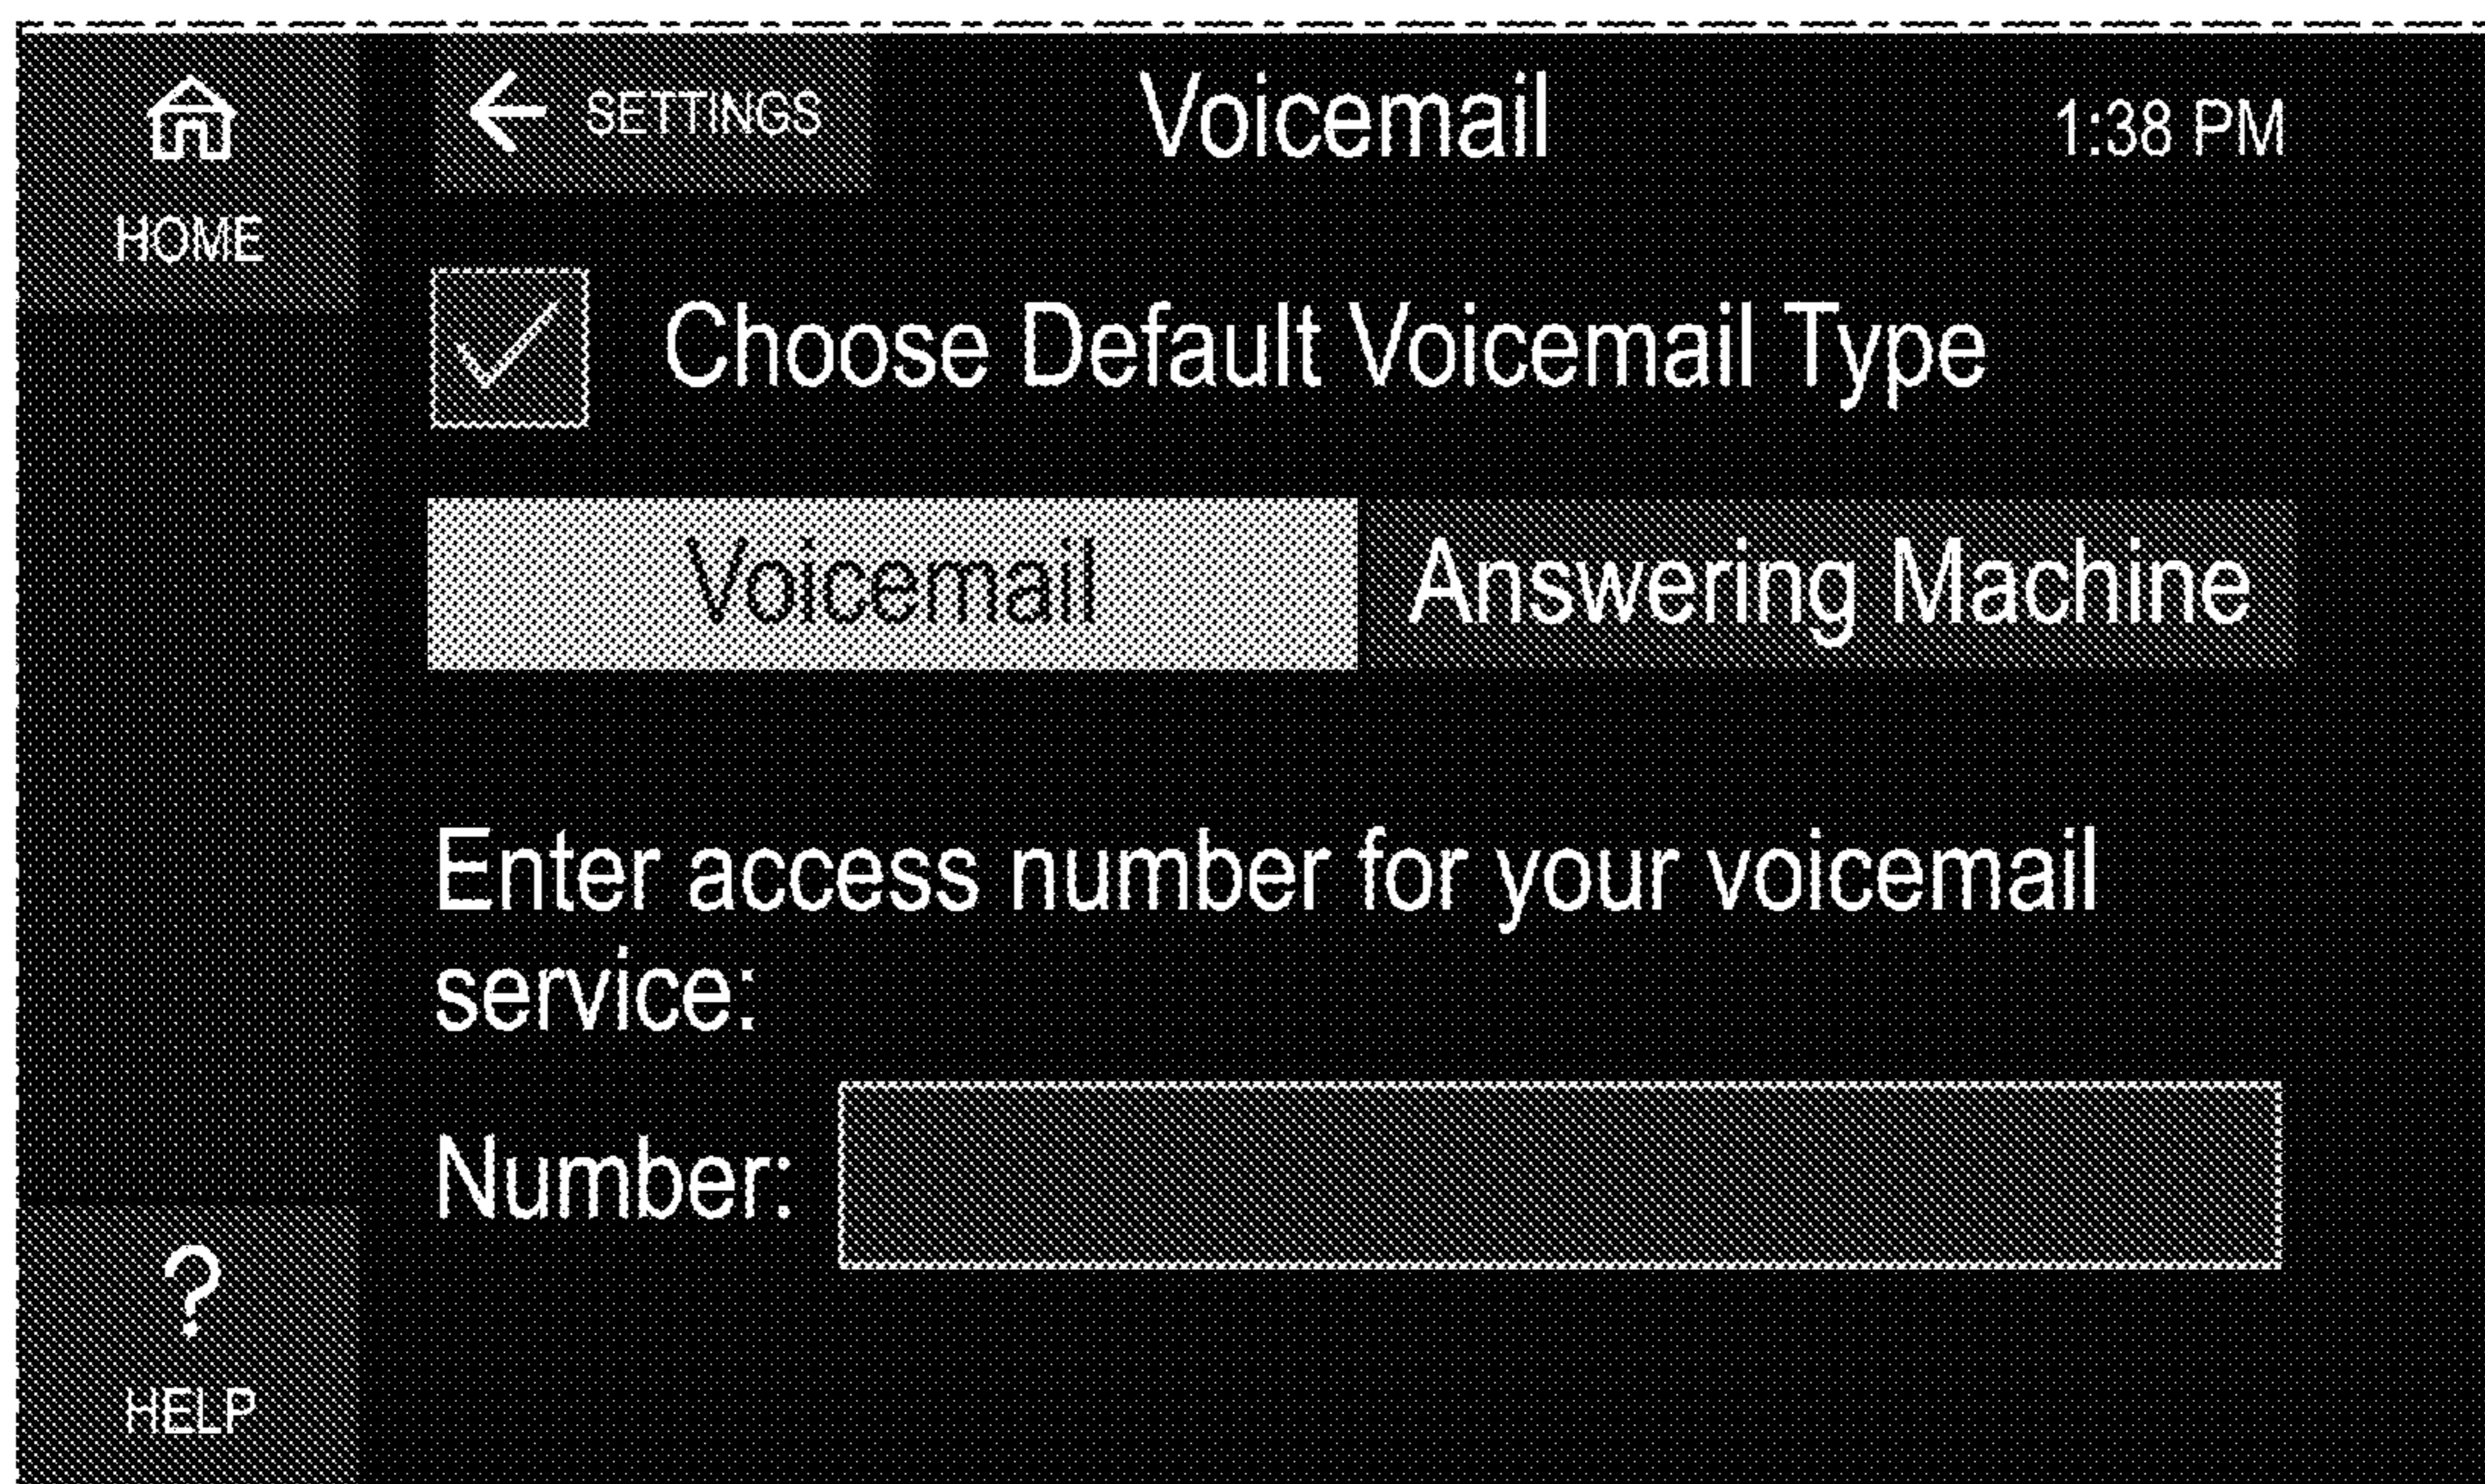 HOME
← SETTINGS
Voicemail
1:38 PM
Choose Default Voicemail Type
Voicemail
Answering Machine
Enter access number for your voicemail
service:
Number:
?
HELP